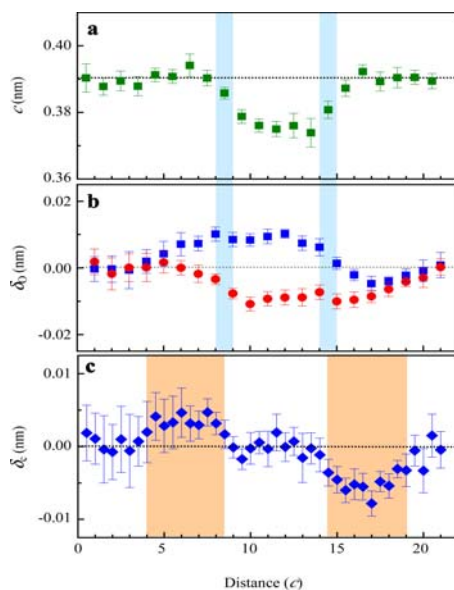 a
0.40
0.38
0.36
c (nm)
b
0.02
0.00
-0.02
δO (nm)
c
0.01
0.00
-0.01
δc (nm)
0 5 10 15 20
Distance (c)